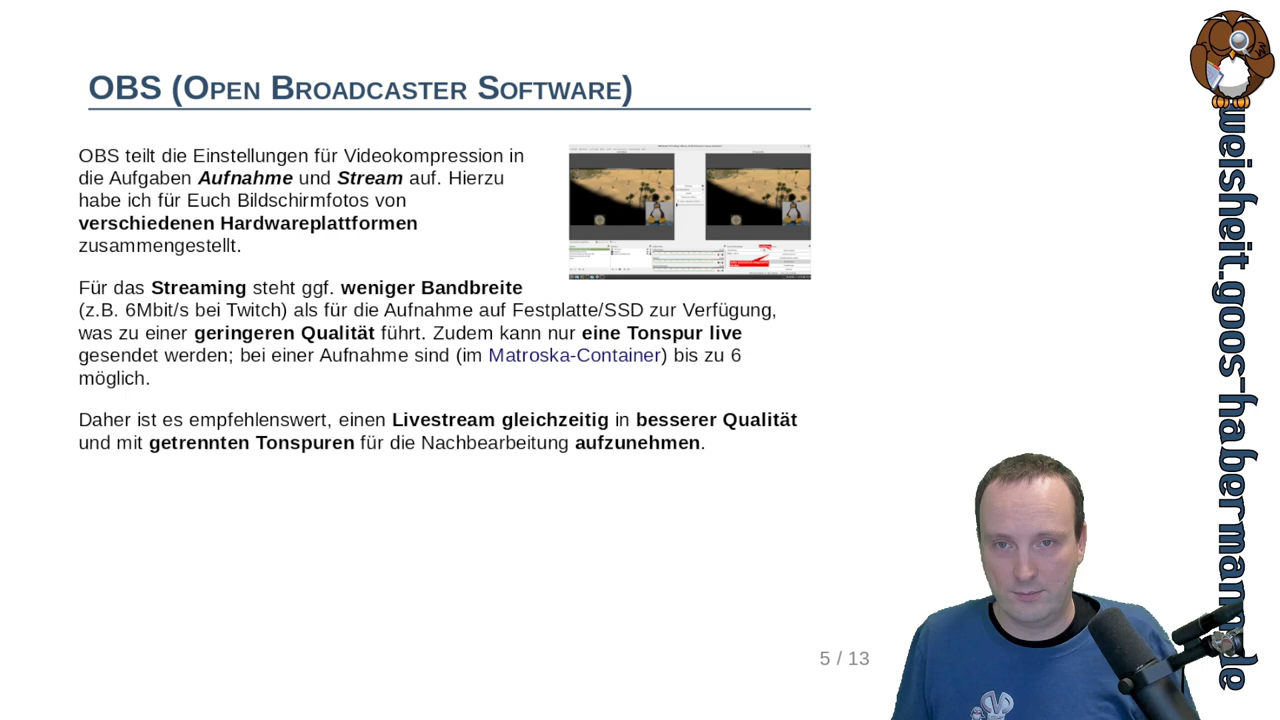 OBS (Open Broadcaster Software)
OBS teilt die Einstellungen für Videokompression in
die Aufgaben Aufnahme und Stream auf. Hierzu
habe ich für Euch Bildschirmfotos von
verschiedenen Hardwareplattformen
zusammengestellt.
Für das Streaming steht ggf. weniger Bandbreite
(z.B. 6Mbit/s bei Twitch) als für die Aufnahme auf Festplatte/SSD zur Verfügung,
was zu einer geringeren Qualität führt. Zudem kann nur eine Tonspur live
gesendet werden; bei einer Aufnahme sind (im Matroska-Container) bis zu 6
möglich.
Daher ist es empfehlenswert, einen Livestream gleichzeitig in besserer Qualität
und mit getrennten Tonspuren für die Nachbearbeitung aufzunehmen.
5 / 13
weisheit.goos-habermann.de